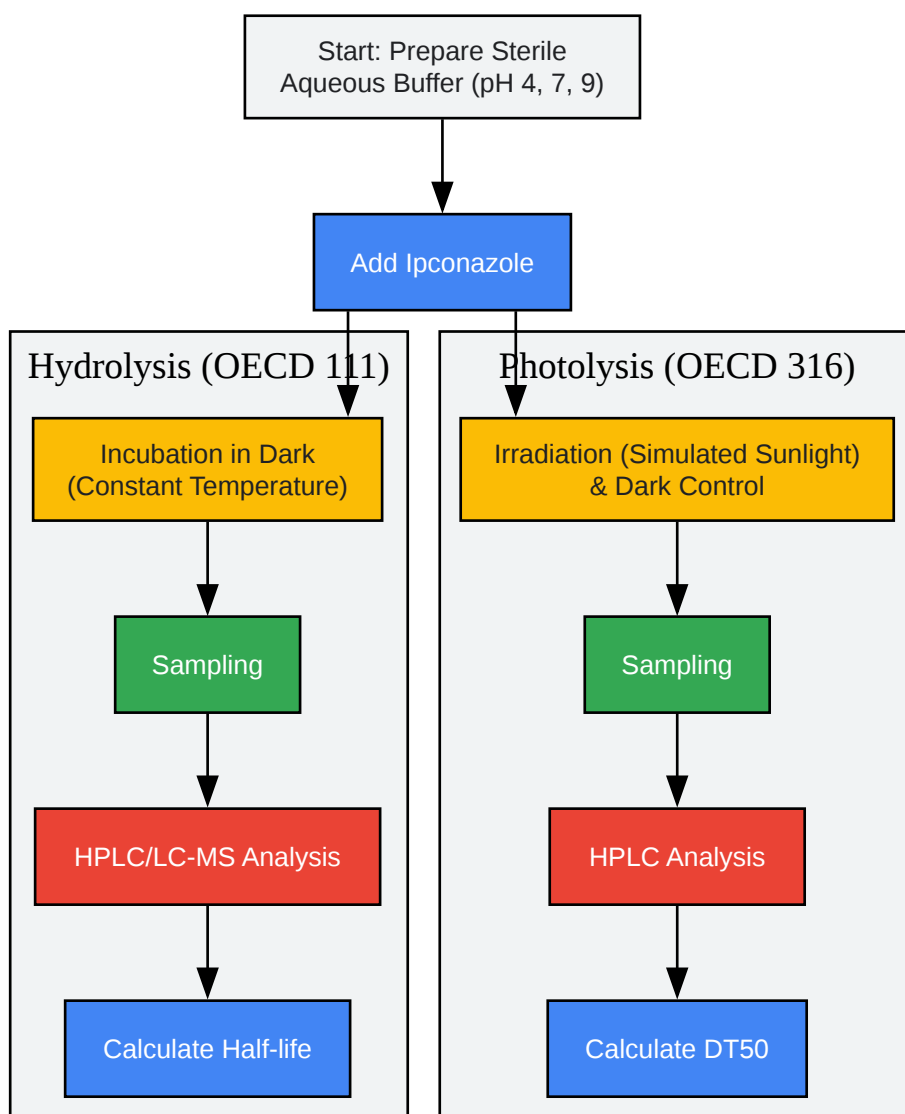 Start: Prepare Sterile
Aqueous Buffer (pH 4, 7, 9)
Add Ipconazole
Hydrolysis (OECD 111)
Incubation in Dark
(Constant Temperature)
Sampling
HPLC/LC-MS Analysis
Calculate Half-life
Photolysis (OECD 316)
Irradiation (Simulated Sunlight)
& Dark Control
Sampling
HPLC Analysis
Calculate DT50